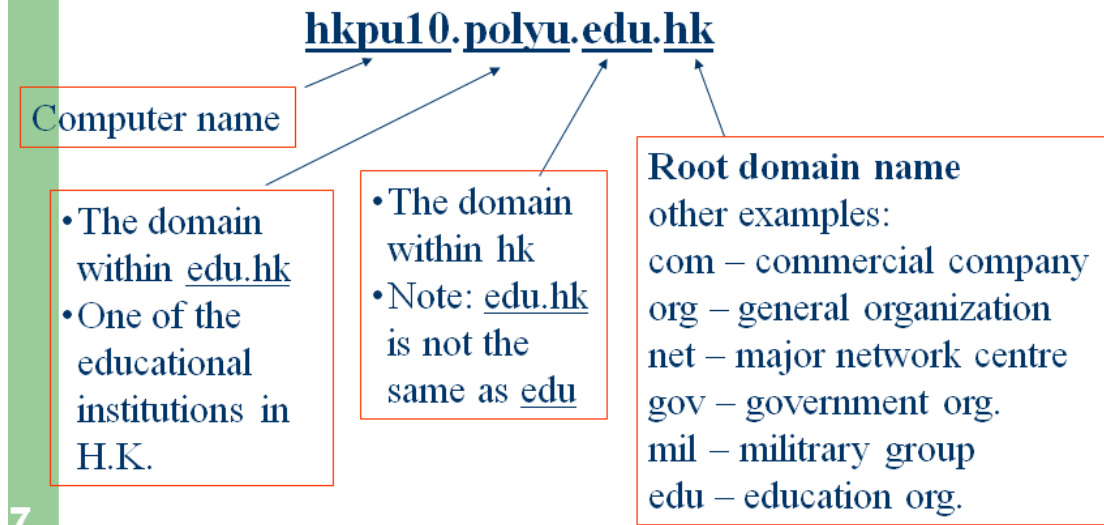 hkpu10.polyu.edu.hk
Computer name
•The domain
within edu.hk
•One of the
educational
institutions in
H.K.
•The domain
within hk
•Note: edu.hk
is not the
same as edu
Root domain name
other examples:
com – commercial company
org – general organization
net – major network centre
gov – government org.
mil – militrary group
edu – education org.
7